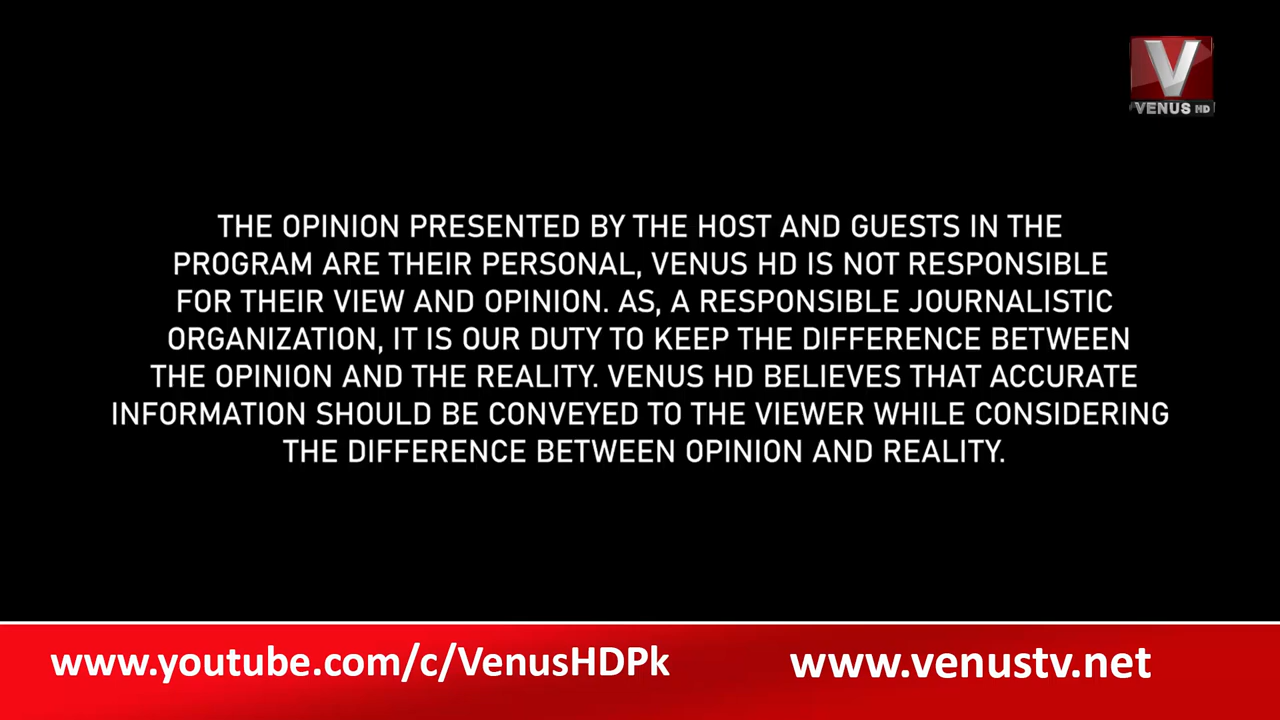 V
VENUS HD
THE OPINION PRESENTED BY THE HOST AND GUESTS IN THE
PROGRAM ARE THEIR PERSONAL, VENUS HD IS NOT RESPONSIBLE
FOR THEIR VIEW AND OPINION. AS, A RESPONSIBLE JOURNALISTIC
ORGANIZATION, IT IS OUR DUTY TO KEEP THE DIFFERENCE BETWEEN
THE OPINION AND THE REALITY. VENUS HD BELIEVES THAT ACCURATE
INFORMATION SHOULD BE CONVEYED TO THE VIEWER WHILE CONSIDERING
THE DIFFERENCE BETWEEN OPINION AND REALITY.
www.youtube.com/c/VenusHDPk www.venustv.net